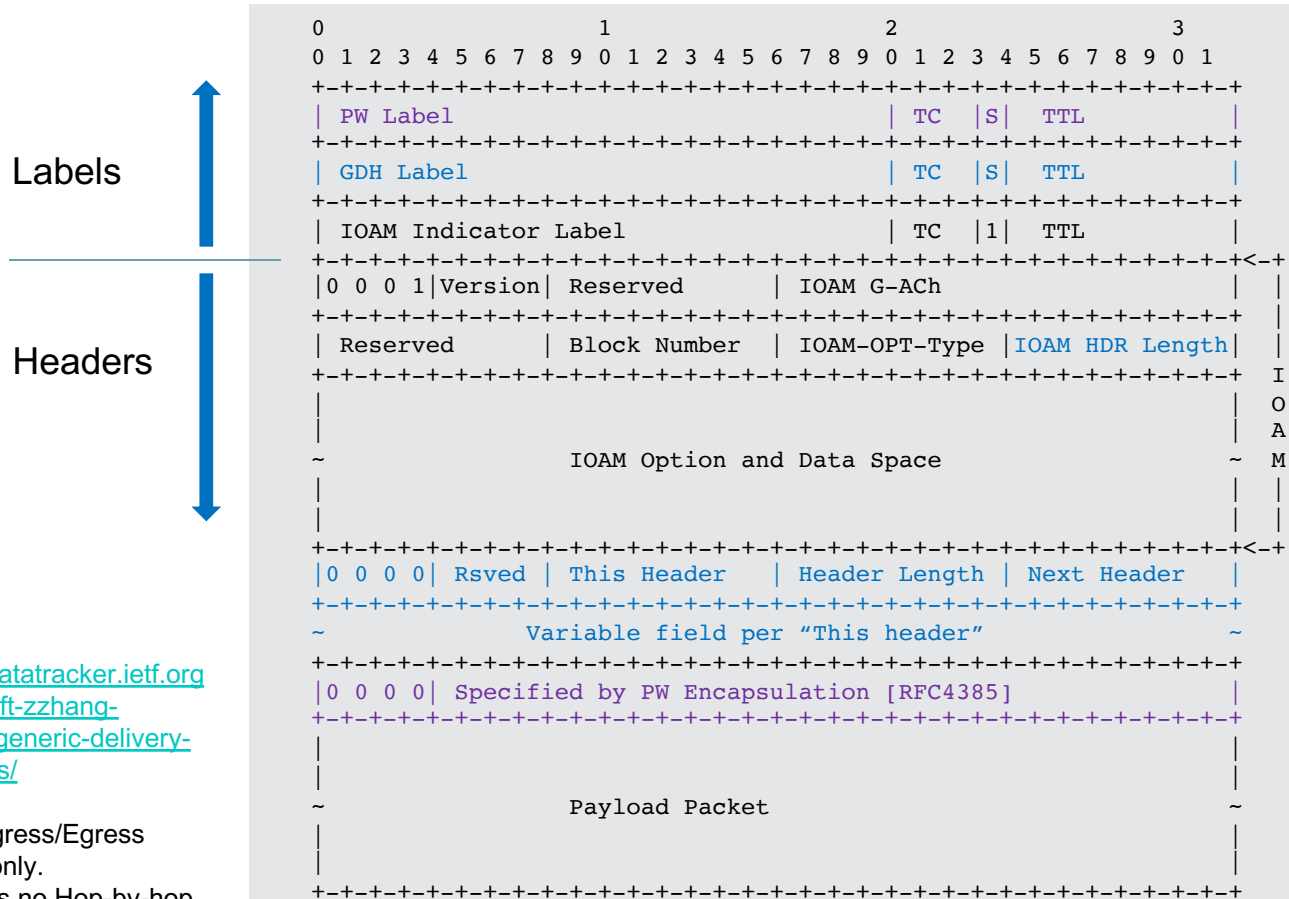 Labels
Headers
atatracker.ietf.org
ft-zzhang-
generic-delivery-
s/
gress/Egress
only.
s no Hop-by-hop
0                   1                   2                   3
0 1 2 3 4 5 6 7 8 9 0 1 2 3 4 5 6 7 8 9 0 1 2 3 4 5 6 7 8 9 0 1
+-+-+-+-+-+-+-+-+-+-+-+-+-+-+-+-+-+-+-+-+-+-+-+-+-+-+-+-+-+-+-+-+
| PW Label                              | TC  |S|  TTL          |
+-+-+-+-+-+-+-+-+-+-+-+-+-+-+-+-+-+-+-+-+-+-+-+-+-+-+-+-+-+-+-+-+
| GDH Label                             | TC  |S|  TTL          |
+-+-+-+-+-+-+-+-+-+-+-+-+-+-+-+-+-+-+-+-+-+-+-+-+-+-+-+-+-+-+-+-+
| IOAM Indicator Label                  | TC  |1|  TTL          |
+-+-+-+-+-+-+-+-+-+-+-+-+-+-+-+-+-+-+-+-+-+-+-+-+-+-+-+-+-+-+-+-+<-+
|0 0 0 1|Version| Reserved      | IOAM G-ACh                    |  |
+-+-+-+-+-+-+-+-+-+-+-+-+-+-+-+-+-+-+-+-+-+-+-+-+-+-+-+-+-+-+-+-+  |
| Reserved      | Block Number  | IOAM-OPT-Type |IOAM HDR Length|  |
+-+-+-+-+-+-+-+-+-+-+-+-+-+-+-+-+-+-+-+-+-+-+-+-+-+-+-+-+-+-+-+-+  I
|                                                               |  O
|                                                               |  A
~                 IOAM Option and Data Space                    ~  M
|                                                               |  |
|                                                               |  |
+-+-+-+-+-+-+-+-+-+-+-+-+-+-+-+-+-+-+-+-+-+-+-+-+-+-+-+-+-+-+-+-+<-+
|0 0 0 0| Rsved | This Header   | Header Length | Next Header   |
+-+-+-+-+-+-+-+-+-+-+-+-+-+-+-+-+-+-+-+-+-+-+-+-+-+-+-+-+-+-+-+-+
~              Variable field per “This header”                 ~
+-+-+-+-+-+-+-+-+-+-+-+-+-+-+-+-+-+-+-+-+-+-+-+-+-+-+-+-+-+-+-+-+
|0 0 0 0| Specified by PW Encapsulation [RFC4385]               |
+-+-+-+-+-+-+-+-+-+-+-+-+-+-+-+-+-+-+-+-+-+-+-+-+-+-+-+-+-+-+-+-+
|                                                               |
|                                                               |
~                 Payload Packet                                ~
|                                                               |
|                                                               |
+-+-+-+-+-+-+-+-+-+-+-+-+-+-+-+-+-+-+-+-+-+-+-+-+-+-+-+-+-+-+-+-+